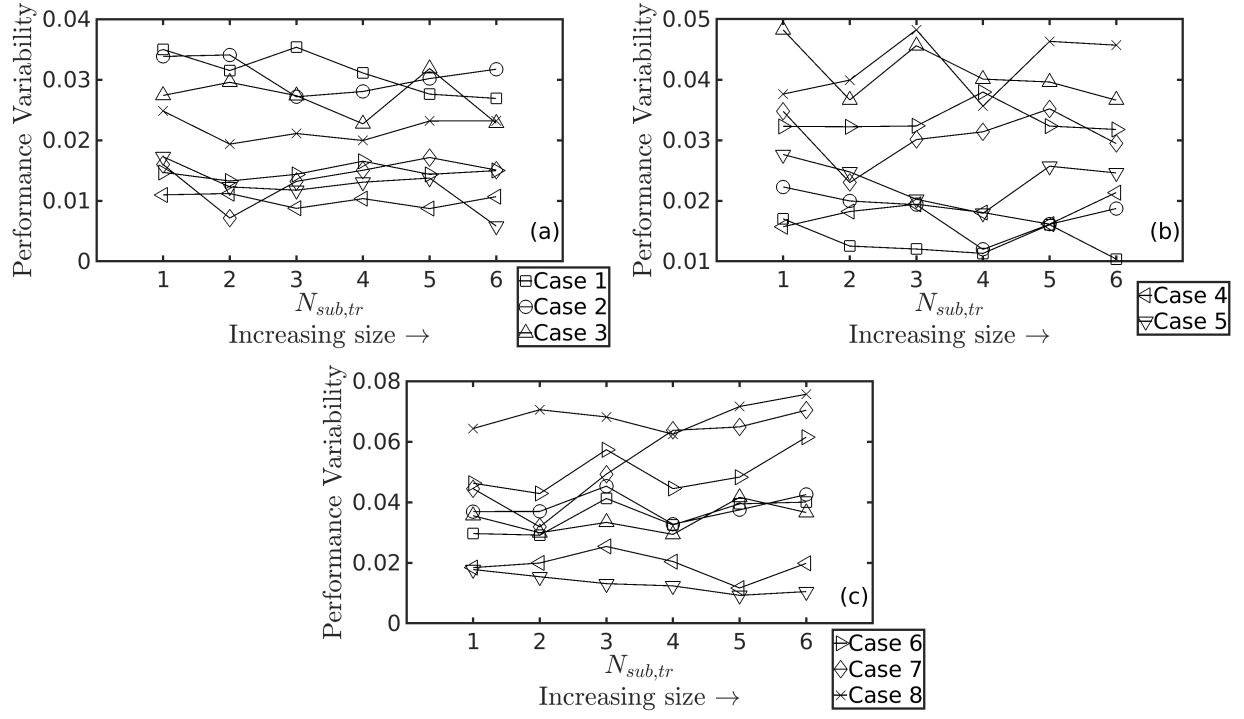 Performance Variability
0.04
0.03
0.02
0.01
0
(a)
1 2 3 4 5 6
N_{sub,tr}
Increasing size →
Case 1
Case 2
Case 3
Performance Variability
0.05
0.04
0.03
0.02
0.01
(b)
1 2 3 4 5 6
N_{sub,tr}
Increasing size →
Case 4
Case 5
Performance Variability
0.08
0.06
0.04
0.02
0
(c)
1 2 3 4 5 6
N_{sub,tr}
Increasing size →
Case 6
Case 7
Case 8